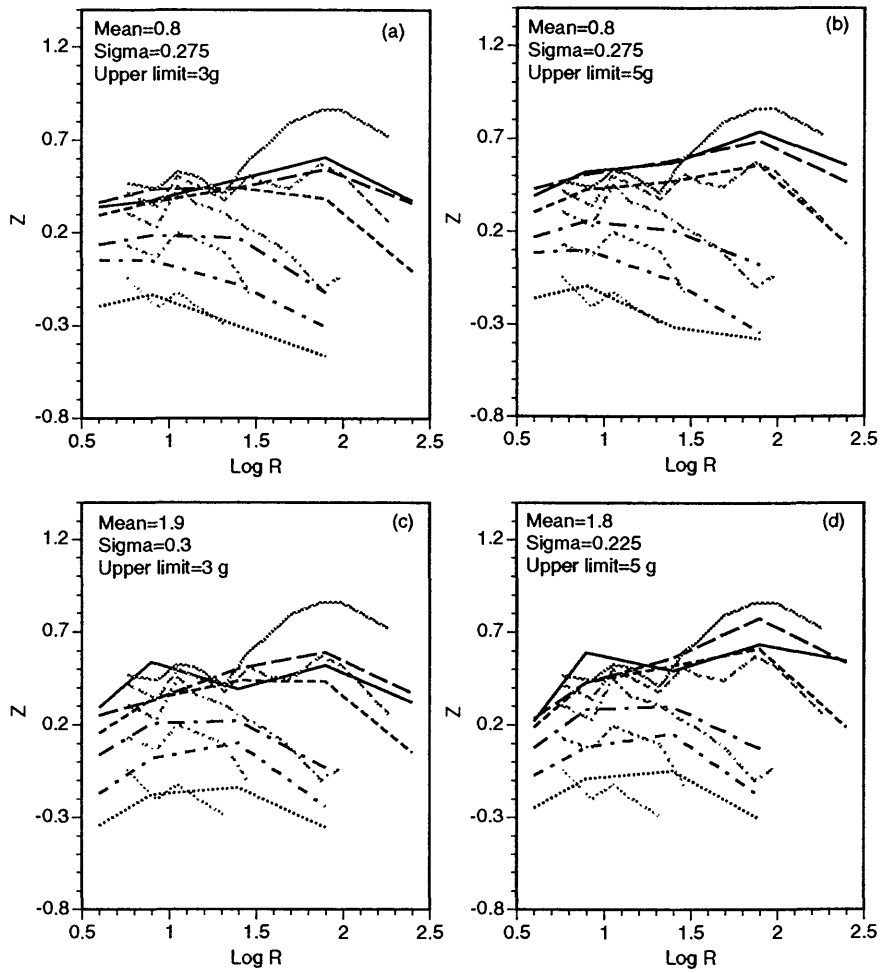 Mean=0.8
Sigma=0.275
Upper limit=3g
(a)
1.2
0.7
0.2
-0.3
-0.8
Z
0.5
1
1.5
2
2.5
Log R
Mean=0.8
Sigma=0.275
Upper limit=5g
(b)
1.2
0.7
0.2
-0.3
-0.8
Z
0.5
1
1.5
2
2.5
Log R
Mean=1.9
Sigma=0.3
Upper limit=3 g
(c)
1.2
0.7
0.2
-0.3
-0.8
Z
0.5
1
1.5
2
2.5
Log R
Mean=1.8
Sigma=0.225
Upper limit=5 g
(d)
1.2
0.7
0.2
-0.3
-0.8
Z
0.5
1
1.5
2
2.5
Log R